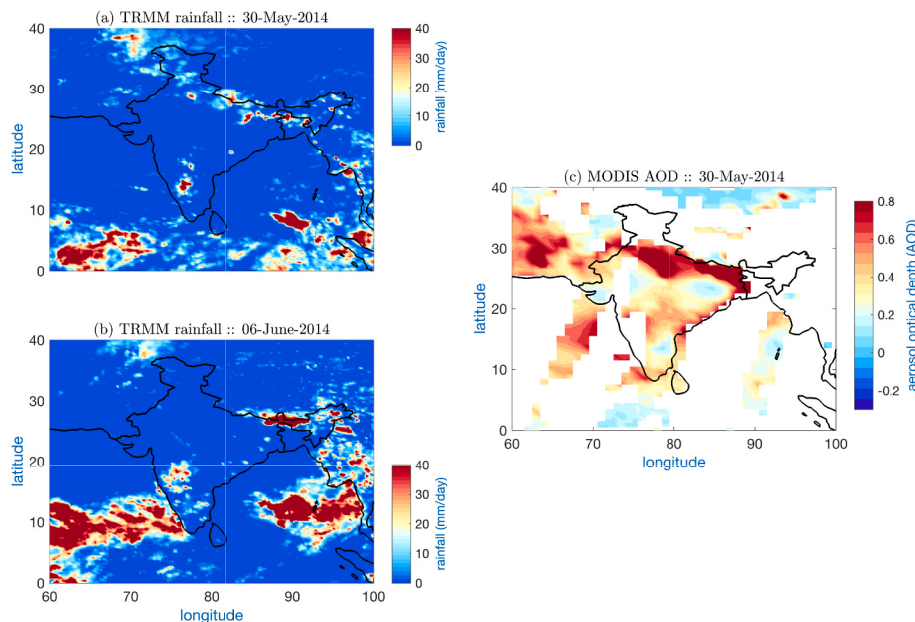 (a) TRMM rainfall :: 30-May-2014
40
30
20
10
0
latitude
40
30
20
10
0
rainfall (mm/day)
(b) TRMM rainfall :: 06-June-2014
40
30
20
10
0
latitude
60 70 80 90 100
longitude
40
30
20
10
0
rainfall (mm/day)
(c) MODIS AOD :: 30-May-2014
40
30
20
10
0
latitude
60 70 80 90 100
longitude
0.8
0.6
0.4
0.2
0
-0.2
aerosol optical depth (AOD)